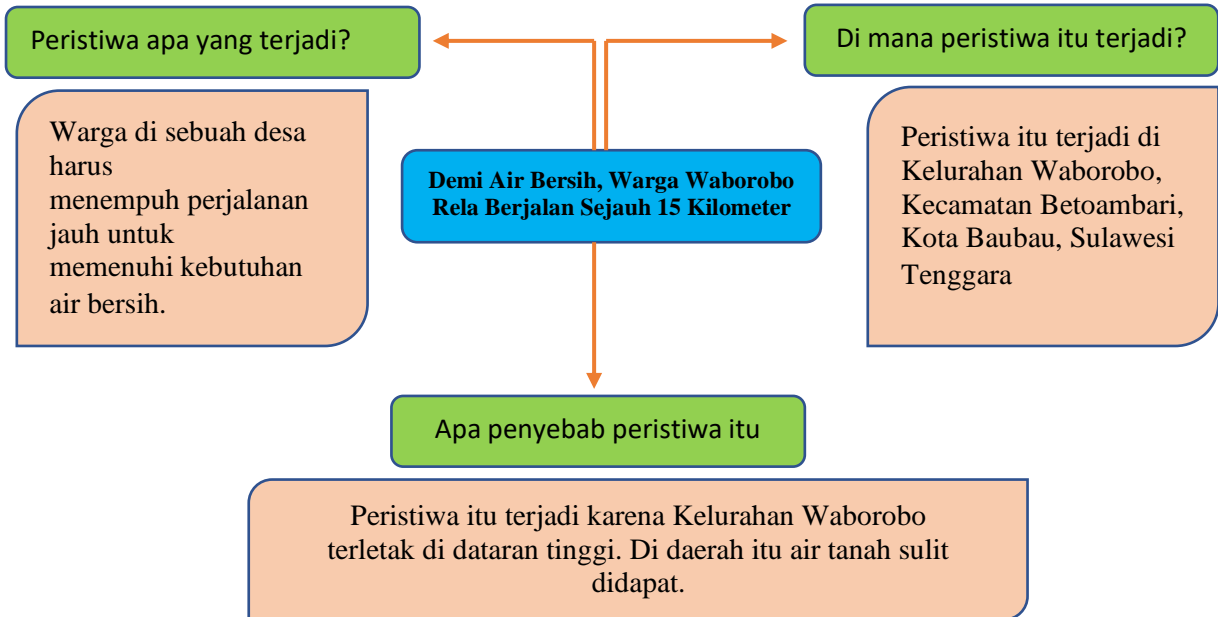 Peristiwa apa yang terjadi?
Di mana peristiwa itu terjadi?
Warga di sebuah desa
harus
menempuh perjalanan
jauh untuk
memenuhi kebutuhan
air bersih.
Demi Air Bersih, Warga Waborobo
Rela Berjalan Sejauh 15 Kilometer
Peristiwa itu terjadi di
Kelurahan Waborobo,
Kecamatan Betoambari,
Kota Baubau, Sulawesi
Tenggara
Apa penyebab peristiwa itu
Peristiwa itu terjadi karena Kelurahan Waborobo
terletak di dataran tinggi. Di daerah itu air tanah sulit
didapat.